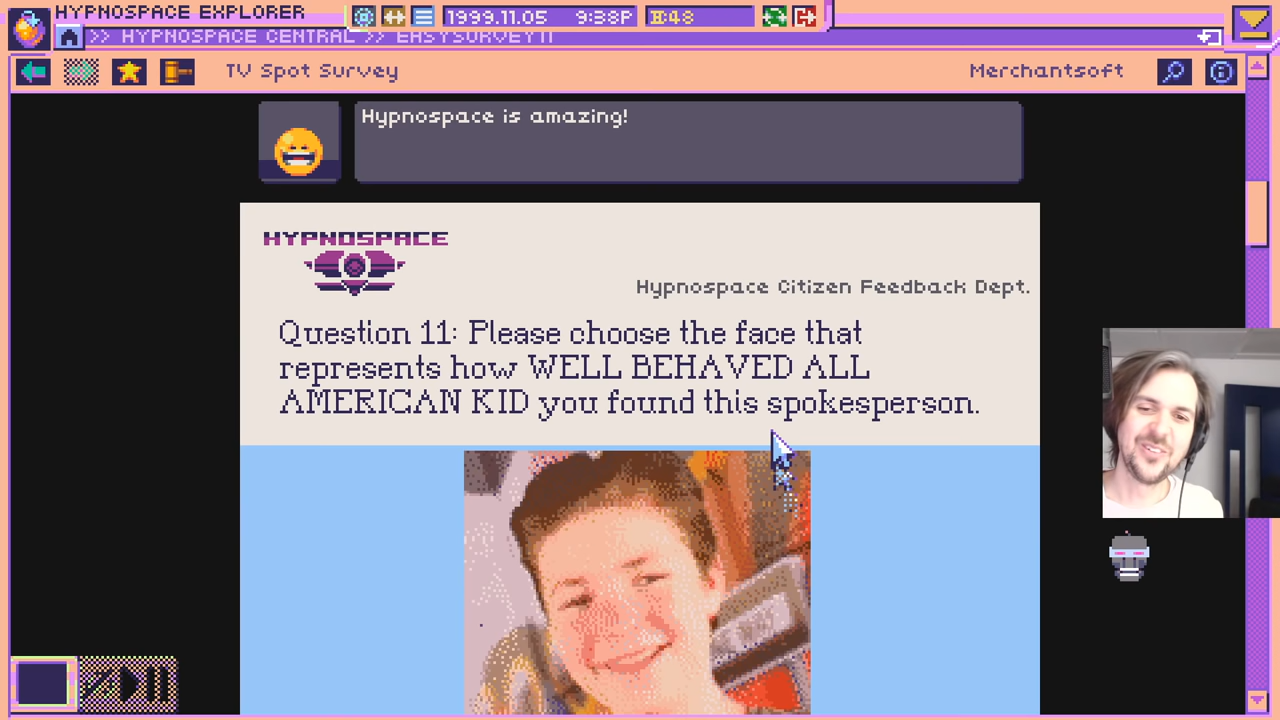 HYPNOSPACE EXPLORER
1999.11.05 9:38P
48
>> HYPNOSPACE CENTRAL >> EASYSURVEY11
TV Spot Survey
Merchantsoft
Hypnospace is amazing!
HYPNOSPACE
Hypnospace Citizen Feedback Dept.
Question 11: Please choose the face that
represents how WELL BEHAVED ALL
AMERICAN KID you found this spokesperson.